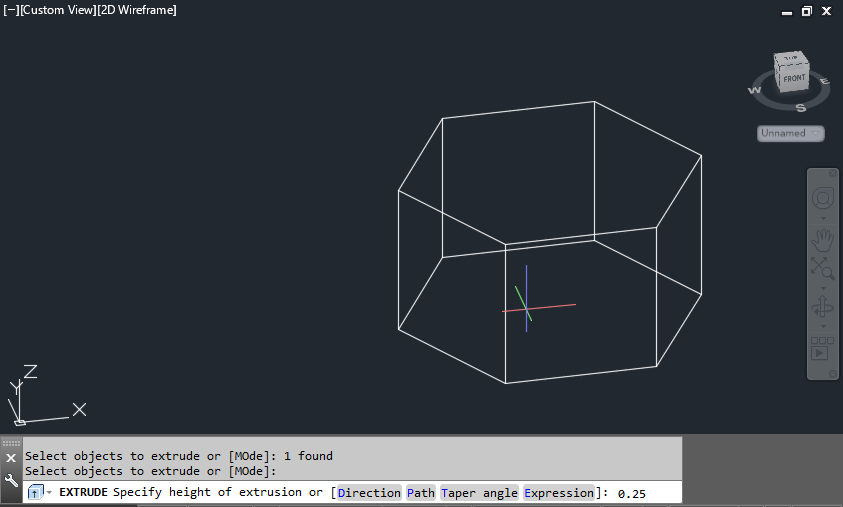 [−][Custom View][2D Wireframe]
TOP
FRONT
W
E
S
Unnamed
Z
Y
X
Select objects to extrude or [MOde]: 1 found
Select objects to extrude or [MOde]:
EXTRUDE Specify height of extrusion or [Direction Path Taper angle Expression]: 0.25